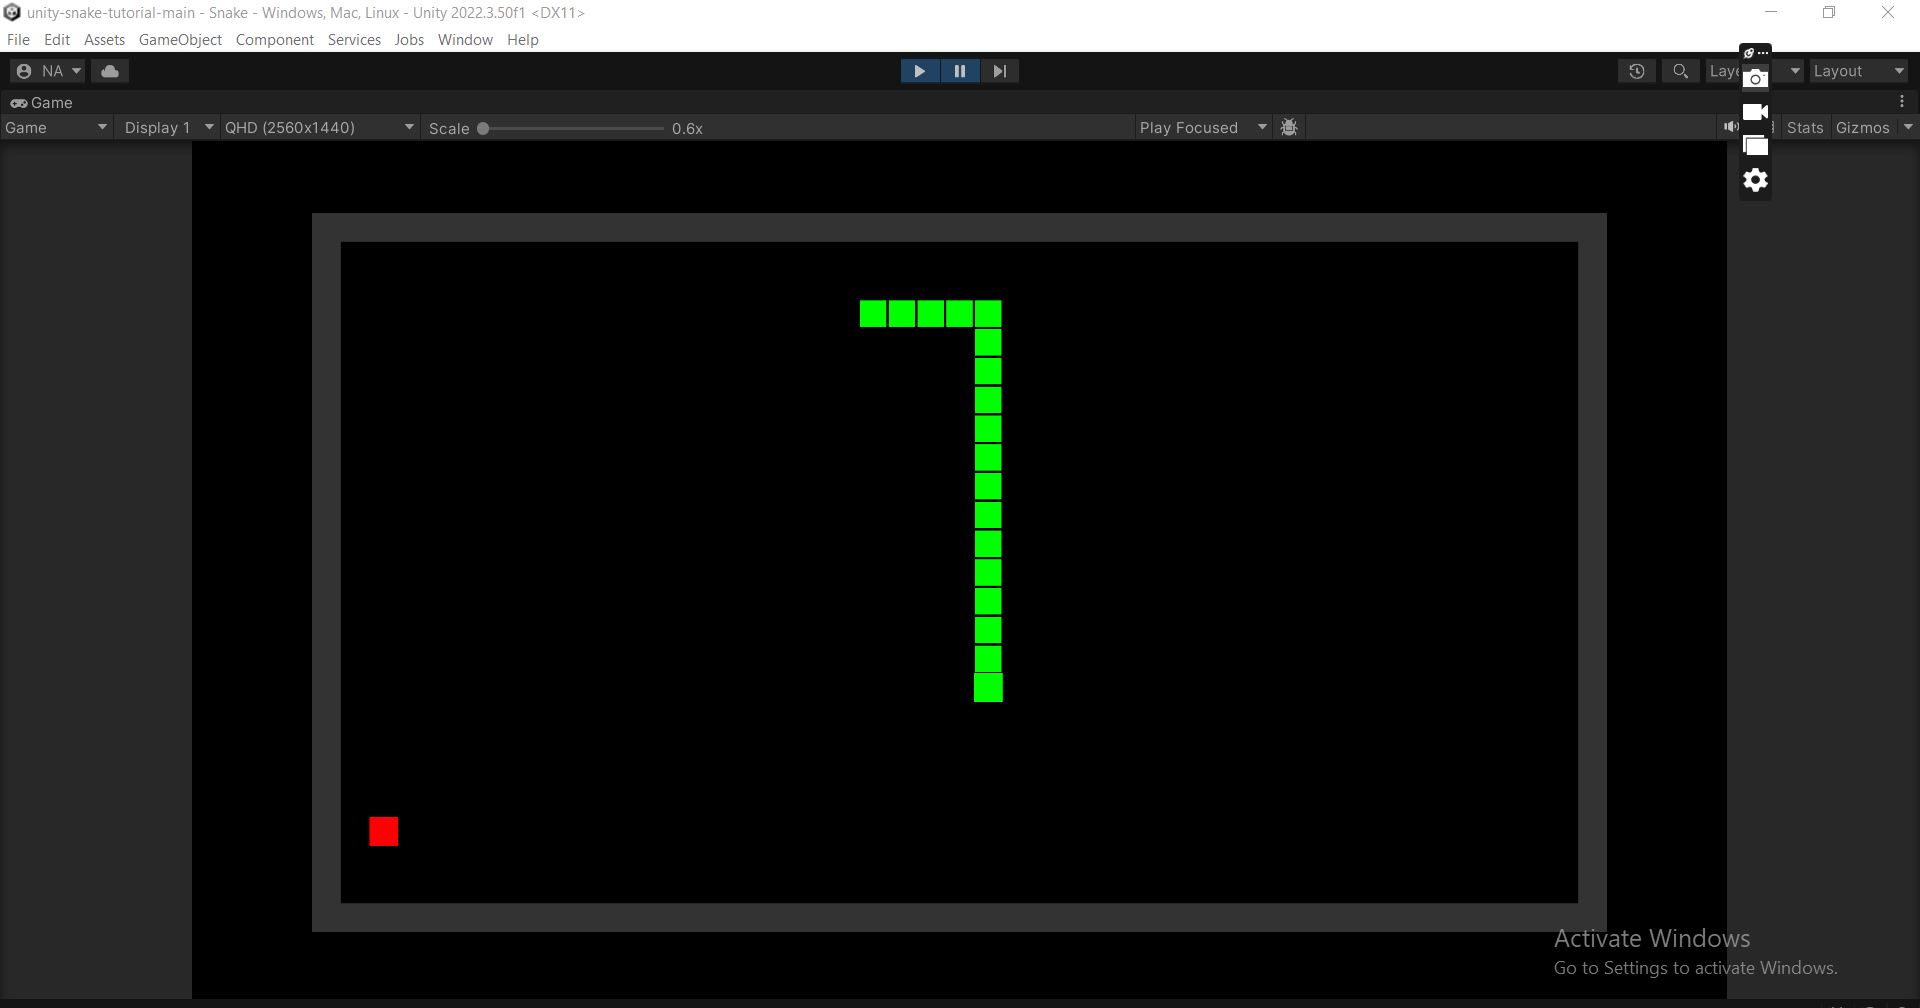 unity-snake-tutorial-main - Snake - Windows, Mac, Linux - Unity 2022.3.50f1 <DX11>
File Edit Assets GameObject Component Services Jobs Window Help
NA Layout
Game
Game Display 1 QHD (2560x1440) Scale 0.6x Play Focused Stats Gizmos
Activate Windows
Go to Settings to activate Windows.